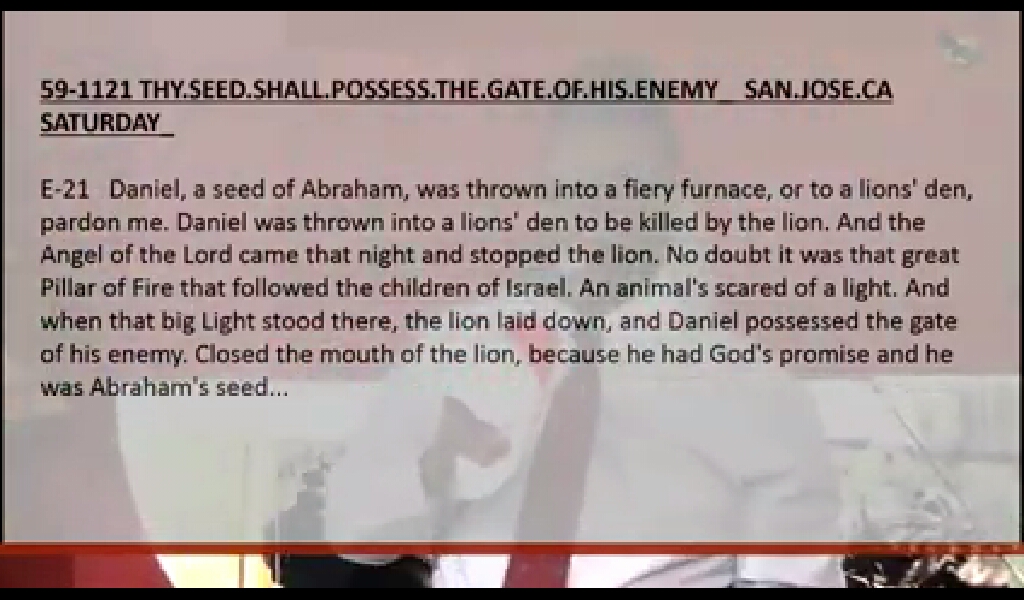 59-1121 THY.SEED.SHALL.POSSESS.THE.GATE.OF.HIS.ENEMY_ SAN.JOSE.CA
SATURDAY_
E-21 Daniel, a seed of Abraham, was thrown into a fiery furnace, or to a lions' den,
pardon me. Daniel was thrown into a lions' den to be killed by the lion. And the
Angel of the Lord came that night and stopped the lion. No doubt it was that great
Pillar of Fire that followed the children of Israel. An animal's scared of a light. And
when that big Light stood there, the lion laid down, and Daniel possessed the gate
of his enemy. Closed the mouth of the lion, because he had God's promise and he
was Abraham's seed...